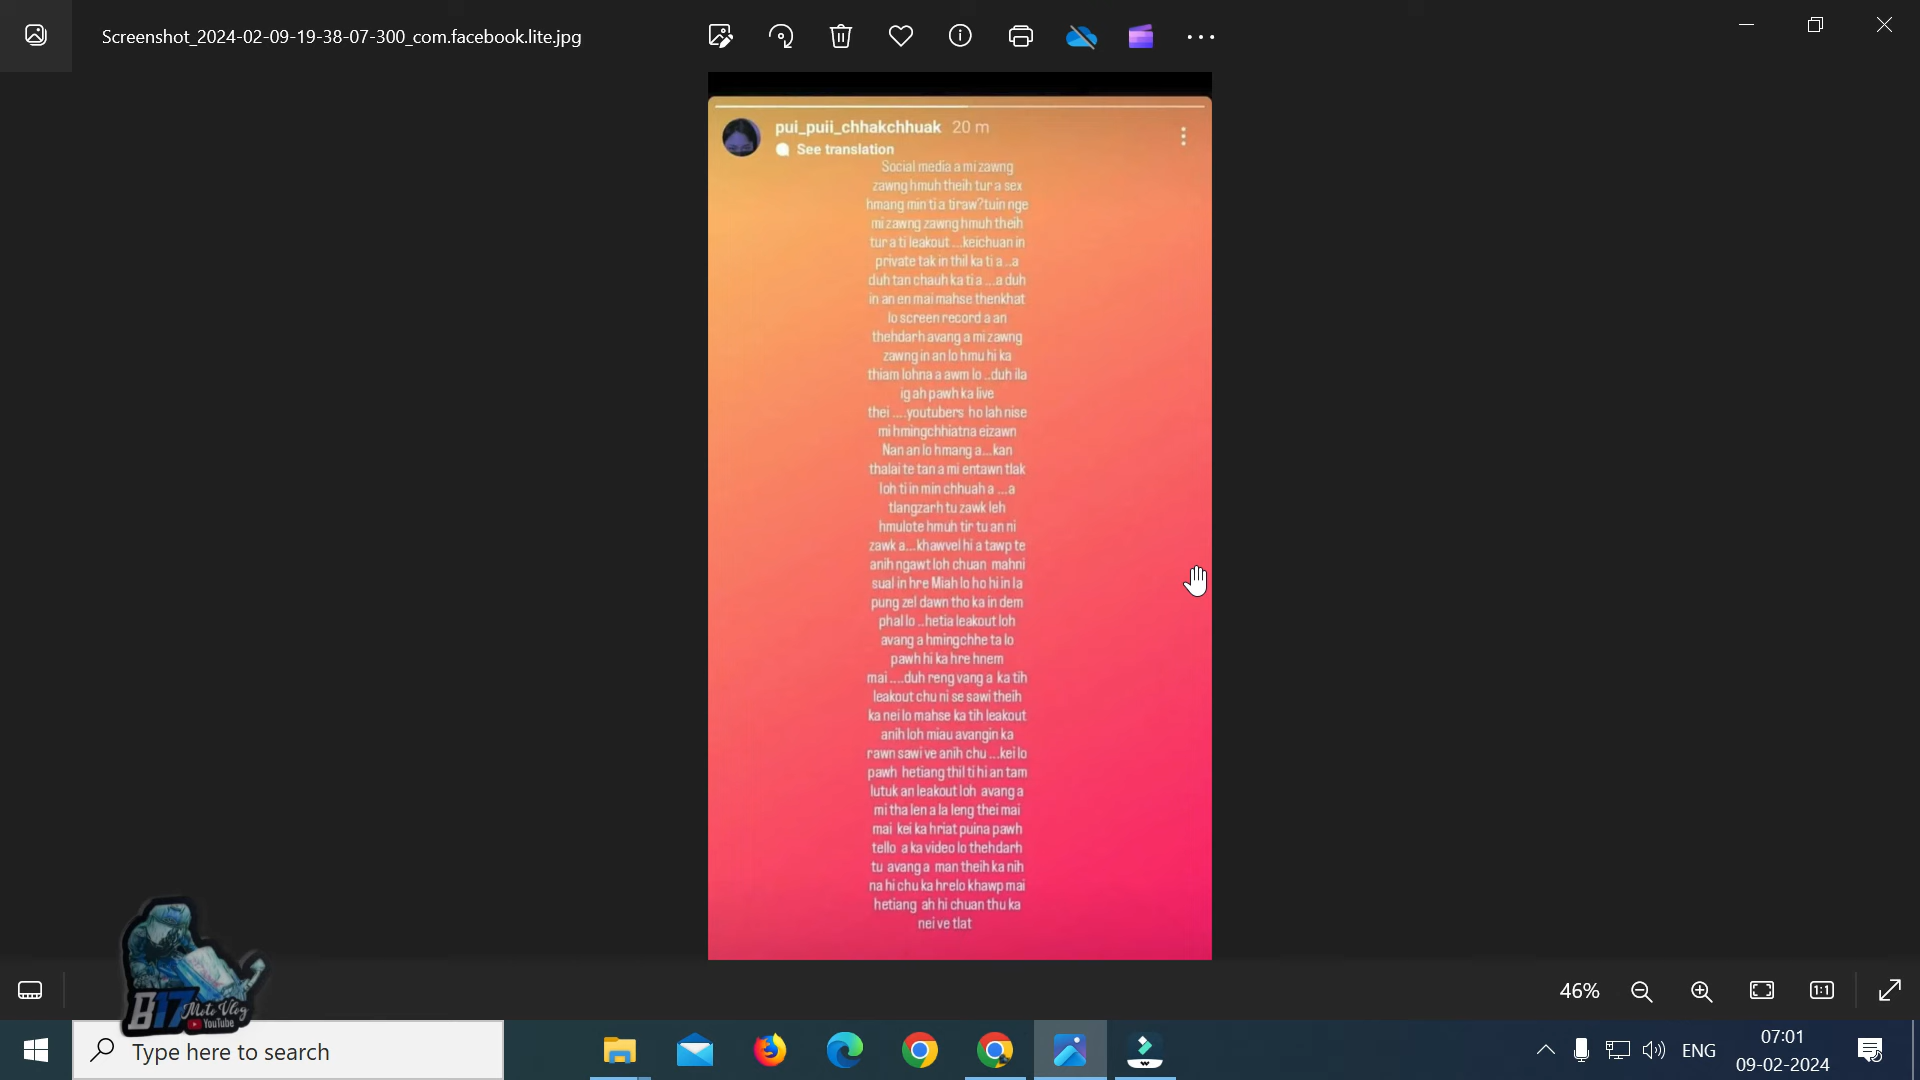 Screenshot_2024-02-09-19-38-07-300_com.facebook.lite.jpg
pui_puii_chhakchhuak 20 m
See translation
Social media a mi zawng
zawng hmuh theih tur a sex
hmang min ti a tiraw?tuin nge
mi zawng zawng hmuh theih
tur a ti leakout ...keichuan in
private tak in thil ka ti a ..a
duh tan chauh ka ti a ...a duh
in an en mai mahse thenkhat
lo screen record a an
thehdarh avang a mi zawng
zawng in an lo hmu hi ka
thiam lohna a awm lo ..duh ila
ig ah pawh ka live
thei ....youtubers ho lah nise
mi hmingchhiatna eizawn
Nan an lo hmang a...kan
thalai te tan a mi entawn tlak
loh ti in min chhuah a ...a
tlangzarh tu zawk leh
hmulote hmuh tir tu an ni
zawk a...khawvel hi a tawp te
anih ngawt loh chuan mahni
sual in hre Miah lo ho hi in la
pung zel dawn tho ka in dem
phal lo ..hetia leakout loh
avang a hmingchhe ta lo
pawh hi ka hre hnem
mai ....duh reng vang a ka tih
leakout chu ni se sawi theih
ka nei lo mahse ka tih leakout
anih loh miau avangin ka
rawn sawi ve anih chu ...kei lo
pawh hetiang thil ti hi an tam
lutuk an leakout loh avang a
mi tha len a la leng thei mai
mai kei ka hriat puina pawh
tello a ka video lo thehdarh
tu avang a man theih ka nih
na hi chu ka hrelo khawp mai
hetiang ah hi chuan thu ka
nei ve tlat
46%
B17 Moto Vlog
YouTube
Type here to search
ENG
07:01
09-02-2024